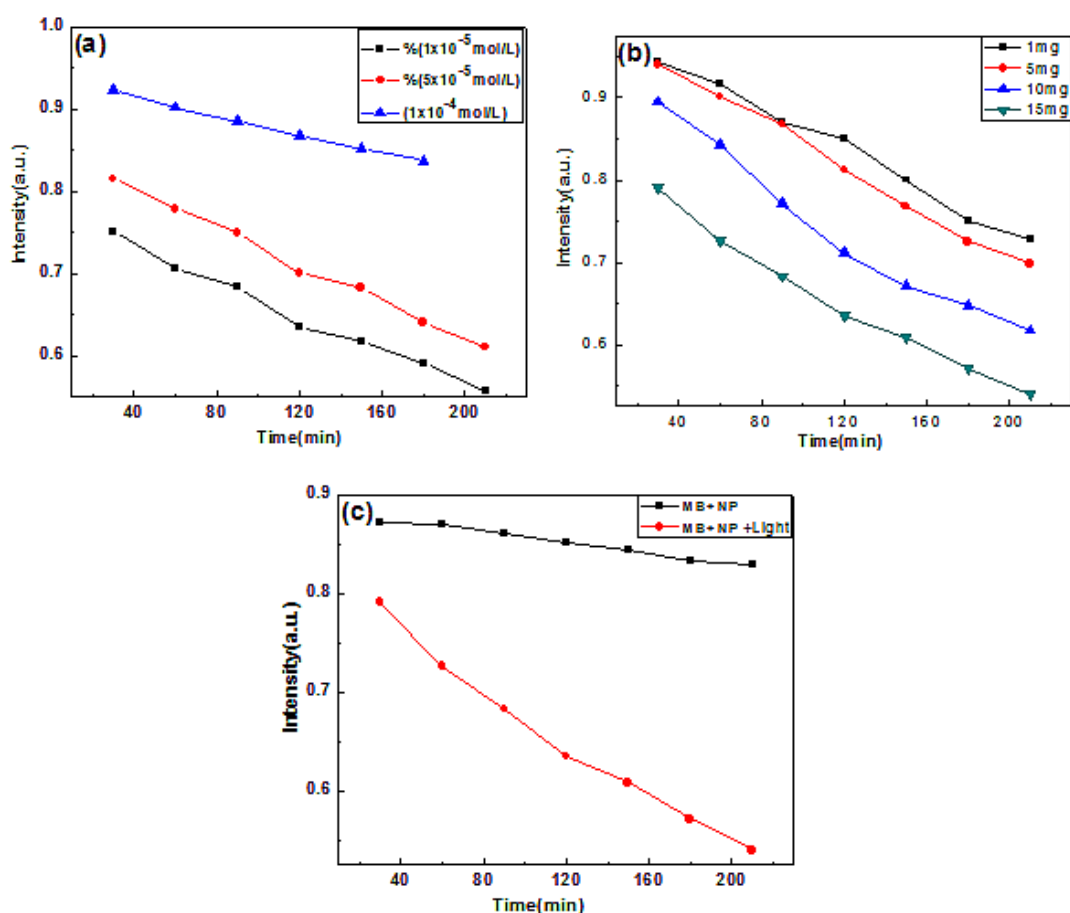 (a)
%(1x10⁻⁵mol/L)
%(5x10⁻⁵mol/L)
(1x10⁻⁴mol/L)
1.0
0.9
0.8
0.7
0.6
Intensity(a.u.)
40 80 120 160 200
Time(min)
(b)
1mg
5mg
10mg
15mg
0.9
0.8
0.7
0.6
Intensity(a.u.)
40 80 120 160 200
Time(min)
(c)
MB+NP
MB+NP +Light
0.9
0.8
0.7
0.6
Intensity(a.u.)
40 80 120 160 200
Time(min)